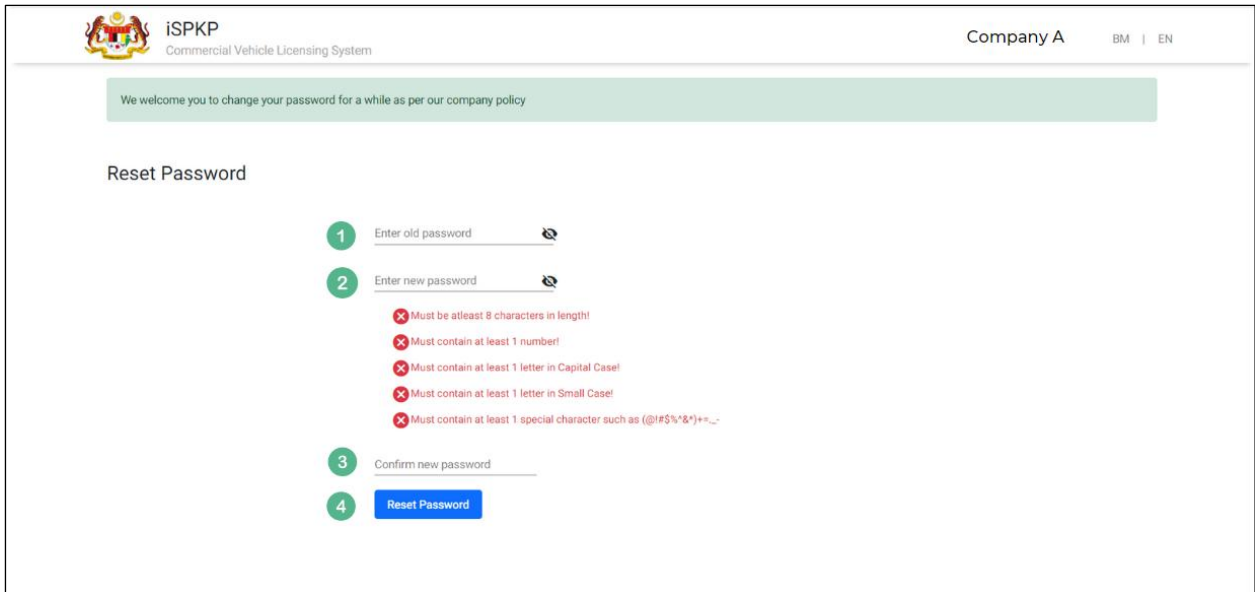 iSPKP
Commercial Vehicle Licensing System
Company A
BM | EN
We welcome you to change your password for a while as per our company policy
Reset Password
1 Enter old password
2 Enter new password
Must be atleast 8 characters in length!
Must contain at least 1 number!
Must contain at least 1 letter in Capital Case!
Must contain at least 1 letter in Small Case!
Must contain at least 1 special character such as (@!#$%^&*)+=._-
3 Confirm new password
4 Reset Password